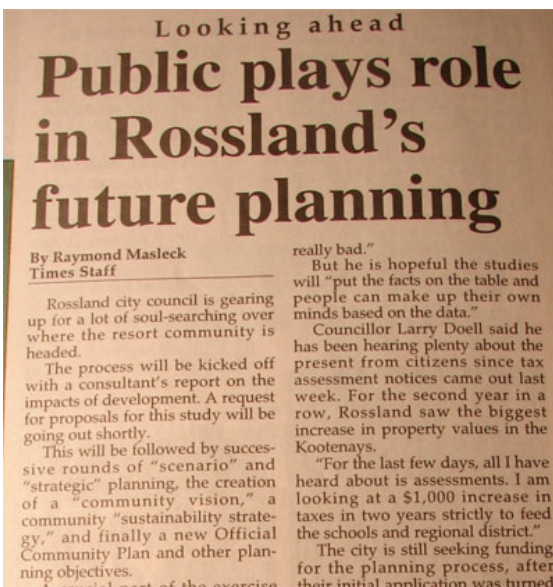 Looking ahead
Public plays role
in Rossland's
future planning
By Raymond Masleck
Times Staff
Rossland city council is gearing
up for a lot of soul-searching over
where the resort community is
headed.
The process will be kicked off
with a consultant's report on the
impacts of development. A request
for proposals for this study will be
going out shortly.
This will be followed by succes-
sive rounds of "scenario" and
"strategic" planning, the creation
of a "community vision," a
community "sustainability strate-
gy," and finally a new Official
Community Plan and other plan-
ning objectives.
part of the exercise
really bad."
But he is hopeful the studies
will "put the facts on the table and
people can make up their own
minds based on the data."
Councillor Larry Doell said he
has been hearing plenty about the
present from citizens since tax
assessment notices came out last
week. For the second year in a
row, Rossland saw the biggest
increase in property values in the
Kootenays.
"For the last few days, all I have
heard about is assessments. I am
looking at a $1,000 increase in
taxes in two years strictly to feed
the schools and regional district."
The city is still seeking funding
for the planning process, after
their initial application was turned